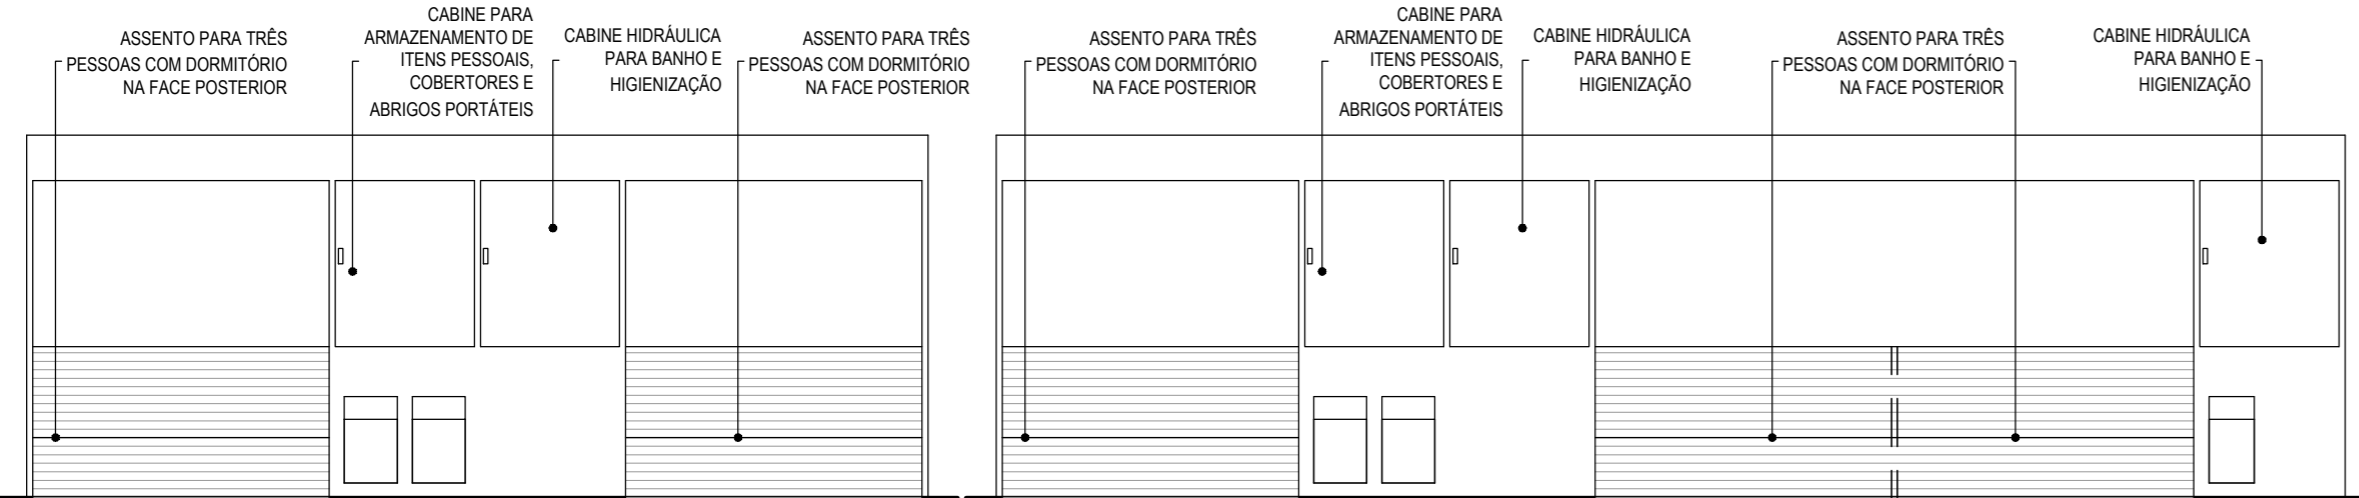 ASSENTO PARA TRÊS
PESSOAS COM DORMITÓRIO
NA FACE POSTERIOR
CABINE PARA
ARMAZENAMENTO DE
ITENS PESSOAIS,
COBERTORES E
ABRIGOS PORTÁTEIS
CABINE HIDRÁULICA
PARA BANHO E
HIGIENIZAÇÃO
ASSENTO PARA TRÊS
PESSOAS COM DORMITÓRIO
NA FACE POSTERIOR
ASSENTO PARA TRÊS
PESSOAS COM DORMITÓRIO
NA FACE POSTERIOR
CABINE PARA
ARMAZENAMENTO DE
ITENS PESSOAIS,
COBERTORES E
ABRIGOS PORTÁTEIS
CABINE HIDRÁULICA
PARA BANHO E
HIGIENIZAÇÃO
ASSENTO PARA TRÊS
PESSOAS COM DORMITÓRIO
NA FACE POSTERIOR
CABINE HIDRÁULICA
PARA BANHO E
HIGIENIZAÇÃO